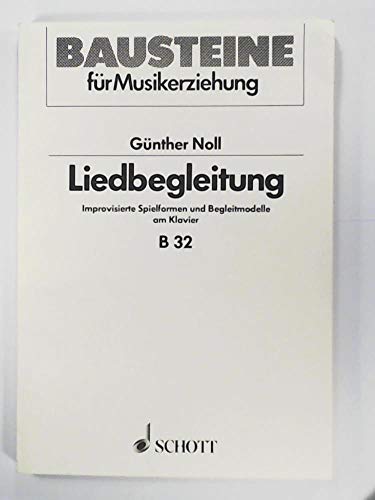 BAUSTEINE
für Musikerziehung
Günther Noll
Liedbegleitung
Improvisierte Spielformen und Begleitmodelle
am Klavier
B 32
SCHOTT